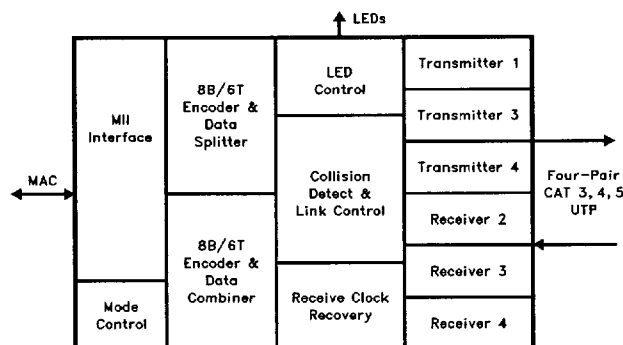 LEDs
MII
Interface
Mode
Control
8B/6T
Encoder &
Data
Splitter
8B/6T
Encoder &
Data
Combiner
LED
Control
Collision
Detect &
Link Control
Receive Clock
Recovery
Transmitter 1
Transmitter 3
Transmitter 4
Receiver 2
Receiver 3
Receiver 4
MAC
Four-Pair
CAT 3, 4, 5
UTP